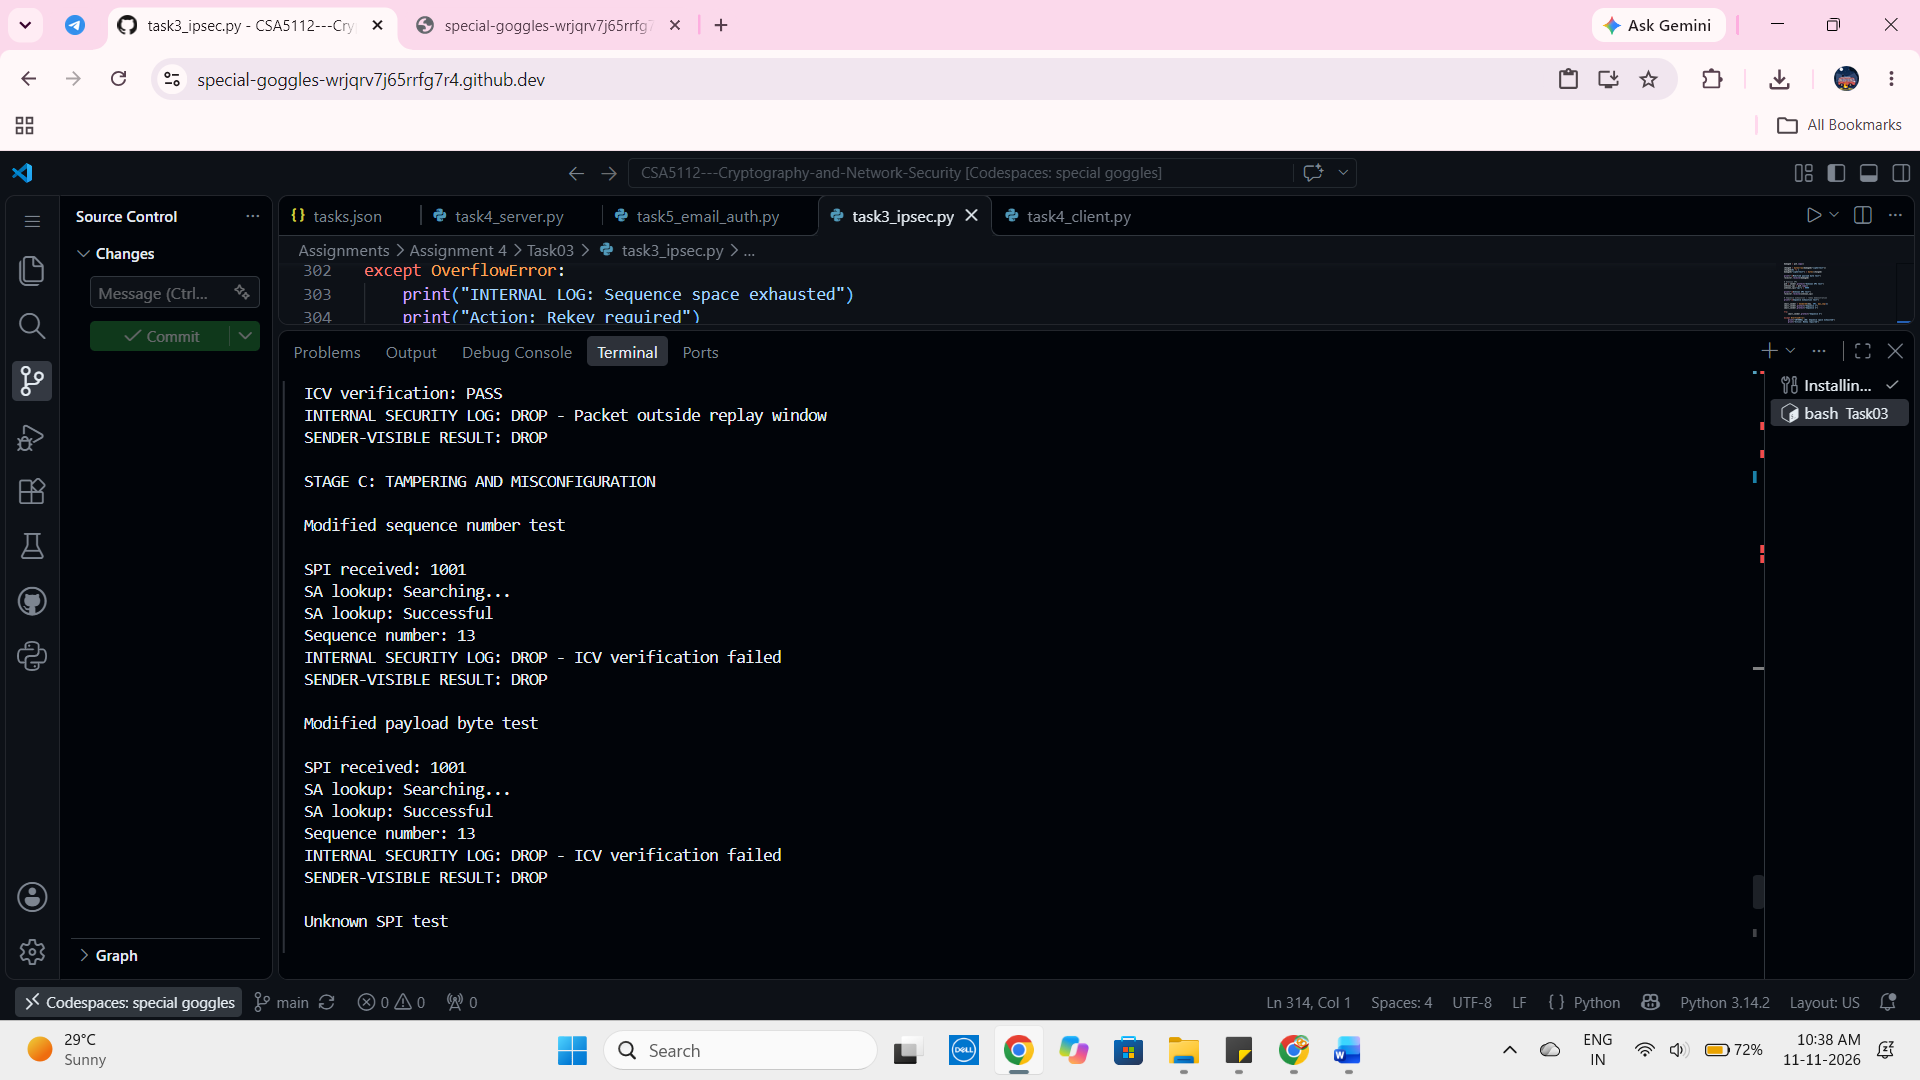 task3_ipsec.py - CSA5112---Cry
special-goggles-wrjqrv7j65rrfg7
Ask Gemini
special-goggles-wrjqrv7j65rrfg7r4.github.dev
All Bookmarks
CSA5112---Cryptography-and-Network-Security [Codespaces: special goggles]
Source Control
Changes
Message (Ctrl...
Commit
Graph
tasks.json
task4_server.py
task5_email_auth.py
task3_ipsec.py
task4_client.py
Assignments > Assignment 4 > Task03 > task3_ipsec.py > ...
302 except OverflowError:
303 print("INTERNAL LOG: Sequence space exhausted")
304 print("Action: Rekey required")
Problems Output Debug Console Terminal Ports
Installin...
bash Task03
ICV verification: PASS
INTERNAL SECURITY LOG: DROP - Packet outside replay window
SENDER-VISIBLE RESULT: DROP
STAGE C: TAMPERING AND MISCONFIGURATION
Modified sequence number test
SPI received: 1001
SA lookup: Searching...
SA lookup: Successful
Sequence number: 13
INTERNAL SECURITY LOG: DROP - ICV verification failed
SENDER-VISIBLE RESULT: DROP
Modified payload byte test
SPI received: 1001
SA lookup: Searching...
SA lookup: Successful
Sequence number: 13
INTERNAL SECURITY LOG: DROP - ICV verification failed
SENDER-VISIBLE RESULT: DROP
Unknown SPI test
Codespaces: special goggles main 0 0 0 Ln 314, Col 1 Spaces: 4 UTF-8 LF { } Python Python 3.14.2 Layout: US
29°C
Sunny
Search
DELL
ENG
IN
72%
10:38 AM
11-11-2026